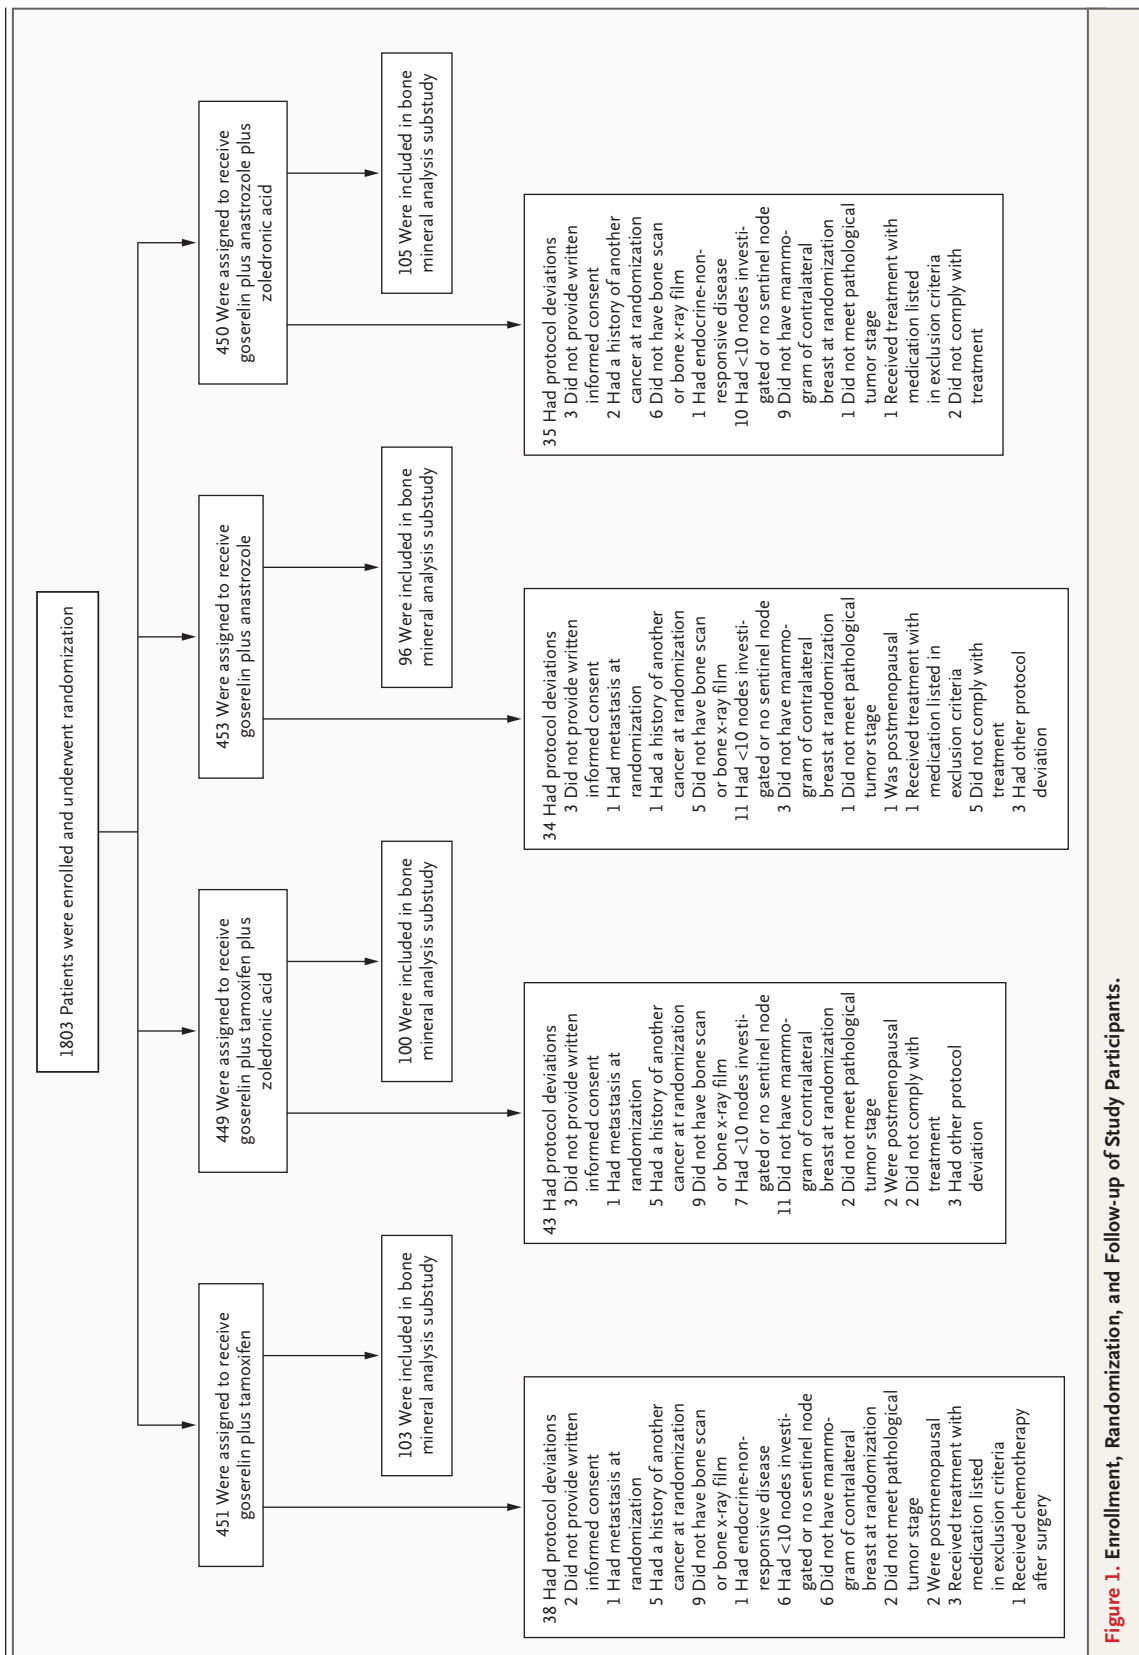 1803 Patients were enrolled and underwent randomization
451 Were assigned to receive
goserelin plus tamoxifen
449 Were assigned to receive
goserelin plus tamoxifen plus
zoledronic acid
453 Were assigned to receive
goserelin plus anastrozole
450 Were assigned to receive
goserelin plus anastrozole plus
zoledronic acid
103 Were included in bone
mineral analysis substudy
100 Were included in bone
mineral analysis substudy
96 Were included in bone
mineral analysis substudy
105 Were included in bone
mineral analysis substudy
38 Had protocol deviations
2 Did not provide written
informed consent
1 Had metastasis at
randomization
5 Had a history of another
cancer at randomization
9 Did not have bone scan
or bone x-ray film
1 Had endocrine-non-
responsive disease
6 Had <10 nodes investi-
gated or no sentinel node
6 Did not have mammo-
gram of contralateral
breast at randomization
2 Did not meet pathological
tumor stage
2 Were postmenopausal
3 Received treatment with
medication listed
in exclusion criteria
1 Received chemotherapy
after surgery
43 Had protocol deviations
3 Did not provide written
informed consent
1 Had metastasis at
randomization
5 Had a history of another
cancer at randomization
9 Did not have bone scan
or bone x-ray film
7 Had <10 nodes investi-
gated or no sentinel node
11 Did not have mammo-
gram of contralateral
breast at randomization
2 Did not meet pathological
tumor stage
2 Were postmenopausal
2 Did not comply with
treatment
3 Had other protocol
deviation
34 Had protocol deviations
3 Did not provide written
informed consent
1 Had metastasis at
randomization
1 Had a history of another
cancer at randomization
5 Did not have bone scan
or bone x-ray film
11 Had <10 nodes investi-
gated or no sentinel node
3 Did not have mammo-
gram of contralateral
breast at randomization
1 Did not meet pathological
tumor stage
1 Was postmenopausal
1 Received treatment with
medication listed in
exclusion criteria
5 Did not comply with
treatment
3 Had other protocol
deviation
35 Had protocol deviations
3 Did not provide written
informed consent
2 Had a history of another
cancer at randomization
6 Did not have bone scan
or bone x-ray film
1 Had endocrine-non-
responsive disease
10 Had <10 nodes investi-
gated or no sentinel node
9 Did not have mammo-
gram of contralateral
breast at randomization
1 Did not meet pathological
tumor stage
1 Received treatment with
medication listed
in exclusion criteria
2 Did not comply with
treatment
Figure 1. Enrollment, Randomization, and Follow-up of Study Participants.